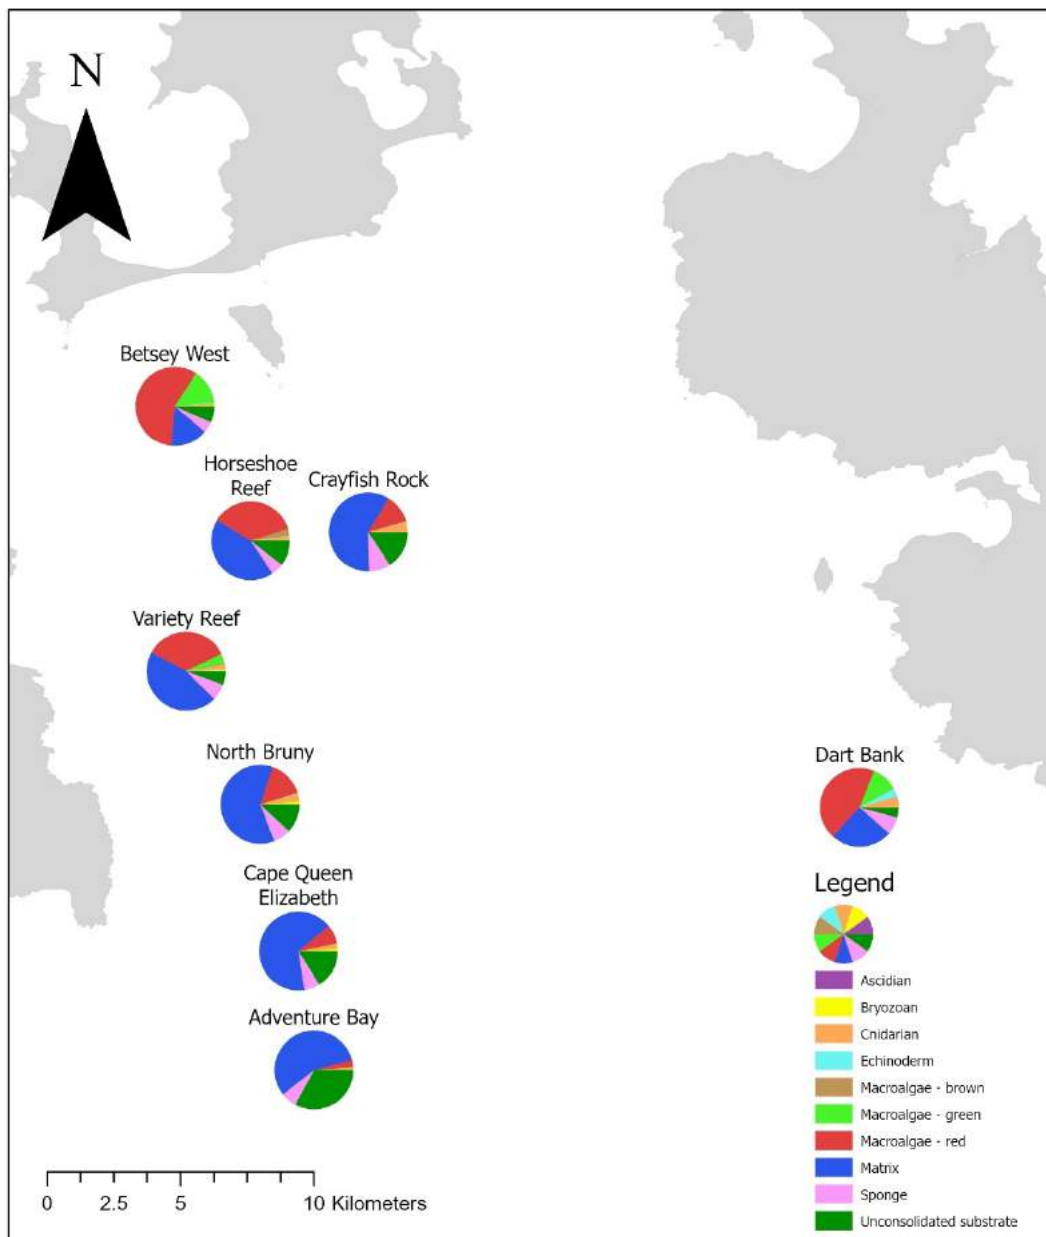 N
Betsey West
Horseshoe
Reef
Crayfish Rock
Variety Reef
North Bruny
Dart Bank
Cape Queen
Elizabeth
Adventure Bay
Legend
Ascidian
Bryozoan
Cnidarian
Echinoderm
Macroalgae - brown
Macroalgae - green
Macroalgae - red
Matrix
Sponge
Unconsolidated substrate
0 2.5 5 10 Kilometers